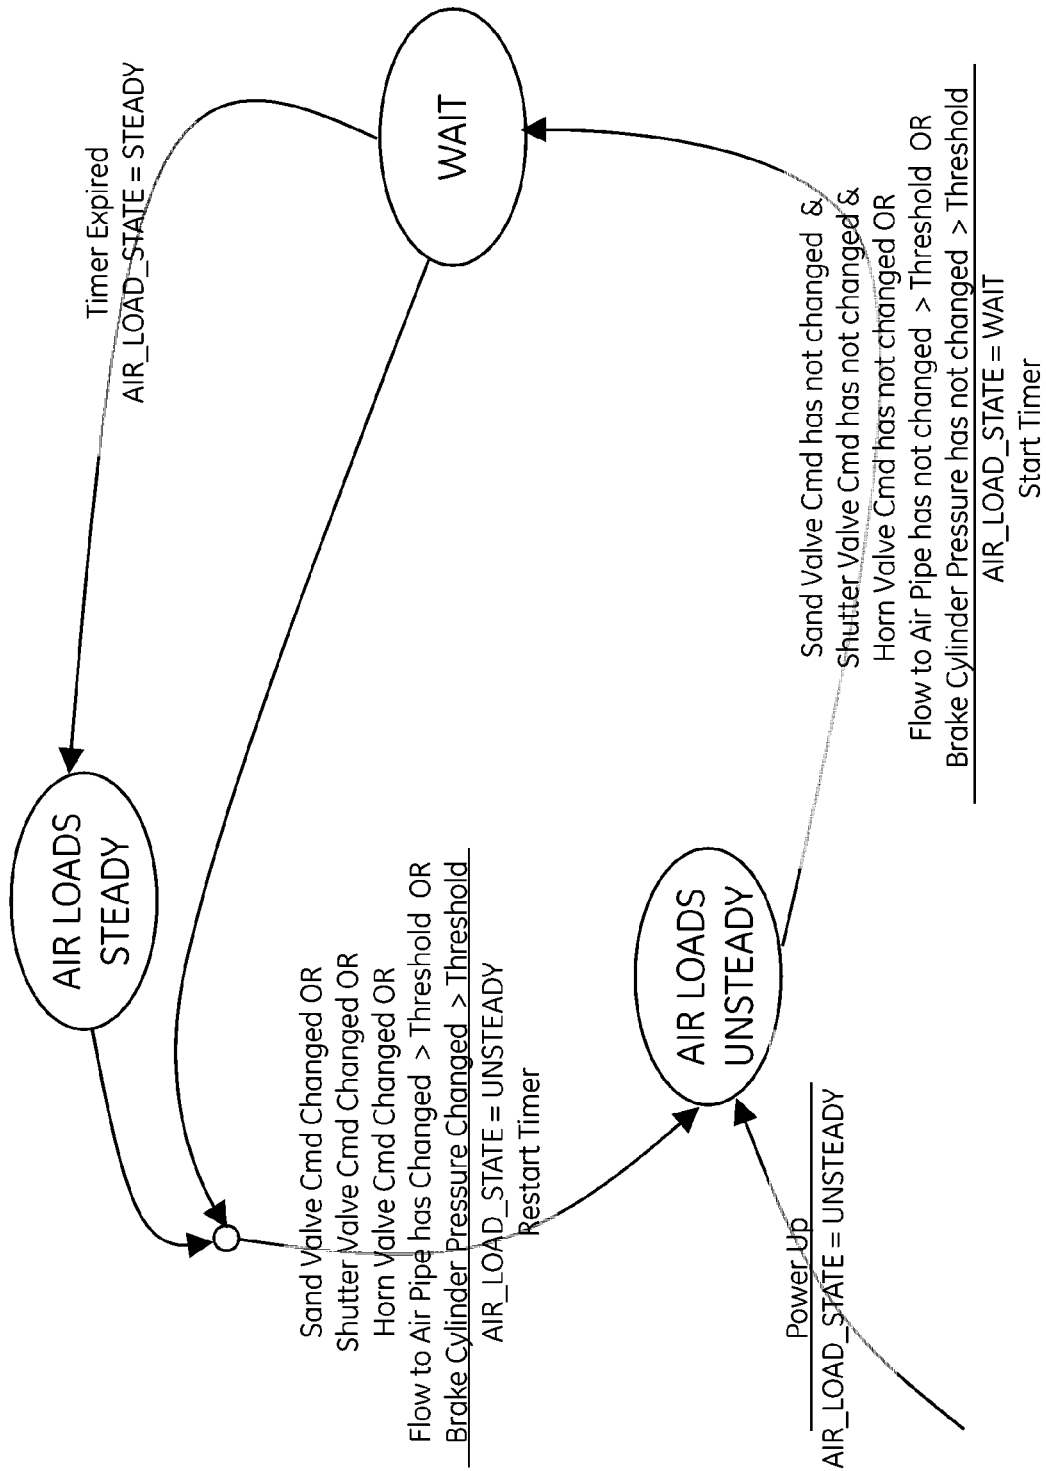 Timer Expired
AIR_LOAD_STATE = STEADY
WAIT
AIR LOADS
STEADY
Sand Valve Cmd Changed OR
Shutter Valve Cmd Changed OR
Horn Valve Cmd Changed OR
Flow to Air Pipe has Changed > Threshold OR
Brake Cylinder Pressure Changed > Threshold
AIR_LOAD_STATE = UNSTEADY
Restart Timer
AIR LOADS
UNSTEADY
Sand Valve Cmd has not changed &
Shutter Valve Cmd has not changed &
Horn Valve Cmd has not changed OR
Flow to Air Pipe has not changed > Threshold OR
Brake Cylinder Pressure has not changed > Threshold
AIR_LOAD_STATE = WAIT
Start Timer
Power Up
AIR_LOAD_STATE = UNSTEADY